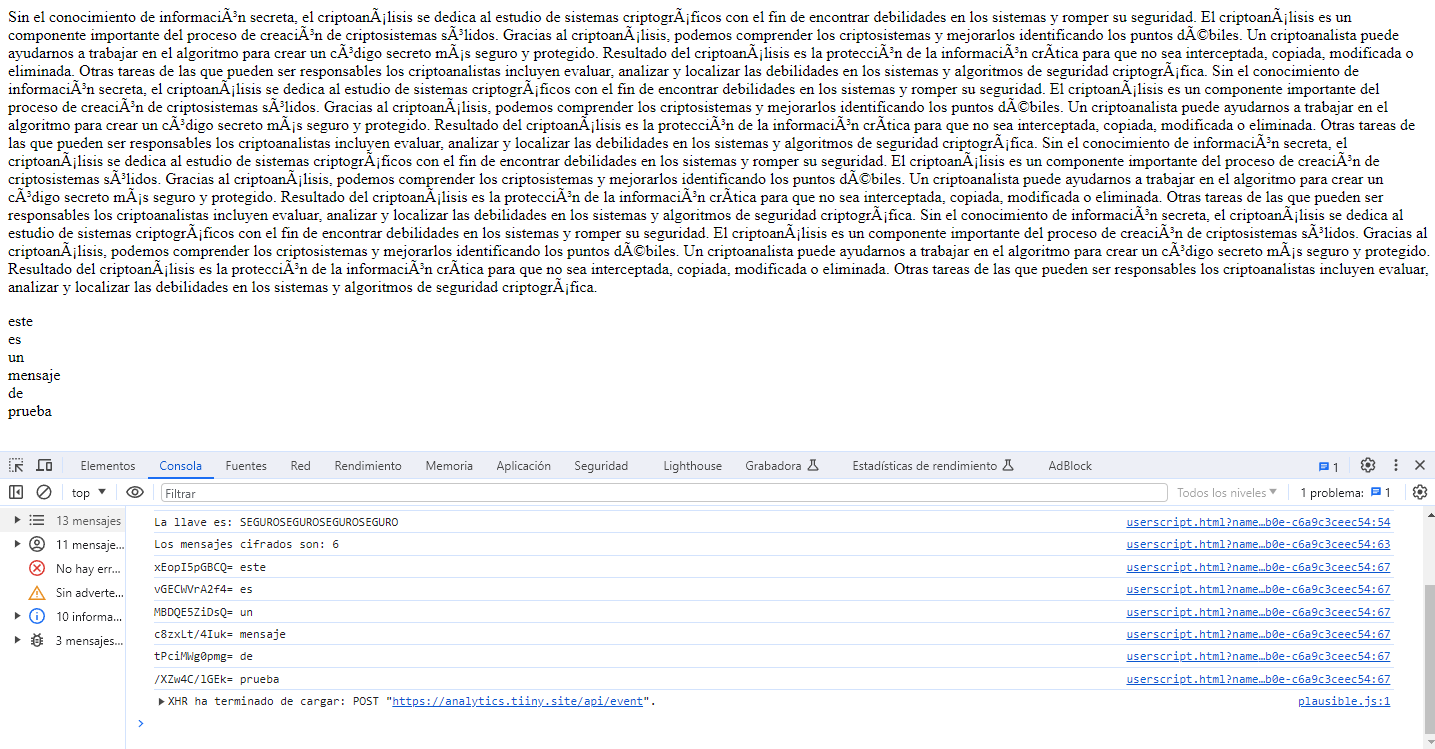 Sin el conocimiento de informaciÃ³n secreta, el criptoanÃ¡lisis se dedica al estudio de sistemas criptogrÃ¡ficos con el fin de encontrar debilidades en los sistemas y romper su seguridad. El criptoanÃ¡lisis es un
componente importante del proceso de creaciÃ³n de criptosistemas sÃ³lidos. Gracias al criptoanÃ¡lisis, podemos comprender los criptosistemas y mejorarlos identificando los puntos dÃ©biles. Un criptoanalista puede
ayudarnos a trabajar en el algoritmo para crear un cÃ³digo secreto mÃ¡s seguro y protegido. Resultado del criptoanÃ¡lisis es la protecciÃ³n de la informaciÃ³n crÃtica para que no sea interceptada, copiada, modificada o
eliminada. Otras tareas de las que pueden ser responsables los criptoanalistas incluyen evaluar, analizar y localizar las debilidades en los sistemas y algoritmos de seguridad criptogrÃ¡fica. Sin el conocimiento de
informaciÃ³n secreta, el criptoanÃ¡lisis se dedica al estudio de sistemas criptogrÃ¡ficos con el fin de encontrar debilidades en los sistemas y romper su seguridad. El criptoanÃ¡lisis es un componente importante del
proceso de creaciÃ³n de criptosistemas sÃ³lidos. Gracias al criptoanÃ¡lisis, podemos comprender los criptosistemas y mejorarlos identificando los puntos dÃ©biles. Un criptoanalista puede ayudarnos a trabajar en el
algoritmo para crear un cÃ³digo secreto mÃ¡s seguro y protegido. Resultado del criptoanÃ¡lisis es la protecciÃ³n de la informaciÃ³n crÃtica para que no sea interceptada, copiada, modificada o eliminada. Otras tareas de
las que pueden ser responsables los criptoanalistas incluyen evaluar, analizar y localizar las debilidades en los sistemas y algoritmos de seguridad criptogrÃ¡fica. Sin el conocimiento de informaciÃ³n secreta, el
criptoanÃ¡lisis se dedica al estudio de sistemas criptogrÃ¡ficos con el fin de encontrar debilidades en los sistemas y romper su seguridad. El criptoanÃ¡lisis es un componente importante del proceso de creaciÃ³n de
criptosistemas sÃ³lidos. Gracias al criptoanÃ¡lisis, podemos comprender los criptosistemas y mejorarlos identificando los puntos dÃ©biles. Un criptoanalista puede ayudarnos a trabajar en el algoritmo para crear un
cÃ³digo secreto mÃ¡s seguro y protegido. Resultado del criptoanÃ¡lisis es la protecciÃ³n de la informaciÃ³n crÃtica para que no sea interceptada, copiada, modificada o eliminada. Otras tareas de las que pueden ser
responsables los criptoanalistas incluyen evaluar, analizar y localizar las debilidades en los sistemas y algoritmos de seguridad criptogrÃ¡fica. Sin el conocimiento de informaciÃ³n secreta, el criptoanÃ¡lisis se dedica al
estudio de sistemas criptogrÃ¡ficos con el fin de encontrar debilidades en los sistemas y romper su seguridad. El criptoanÃ¡lisis es un componente importante del proceso de creaciÃ³n de criptosistemas sÃ³lidos. Gracias al
criptoanÃ¡lisis, podemos comprender los criptosistemas y mejorarlos identificando los puntos dÃ©biles. Un criptoanalista puede ayudarnos a trabajar en el algoritmo para crear un cÃ³digo secreto mÃ¡s seguro y protegido.
Resultado del criptoanÃ¡lisis es la protecciÃ³n de la informaciÃ³n crÃtica para que no sea interceptada, copiada, modificada o eliminada. Otras tareas de las que pueden ser responsables los criptoanalistas incluyen evaluar,
analizar y localizar las debilidades en los sistemas y algoritmos de seguridad criptogrÃ¡fica.
este
es
un
mensaje
de
prueba
Elementos Consola Fuentes Red Rendimiento Memoria Aplicación Seguridad Lighthouse Grabadora Estadísticas de rendimiento AdBlock 1
top Filtrar Todos los niveles 1 problema: 1
13 mensajes
11 mensaje...
No hay err...
Sin adverte...
10 informa...
3 mensajes...
La llave es: SEGUROSEGUROSEGUROSEGURO userscript.html?name…b0e-c6a9c3ceec54:54
Los mensajes cifrados son: 6 userscript.html?name…b0e-c6a9c3ceec54:63
xEopI5pGBCQ= este userscript.html?name…b0e-c6a9c3ceec54:67
vGECWVrA2f4= es userscript.html?name…b0e-c6a9c3ceec54:67
MBDQE5ZiDsQ= un userscript.html?name…b0e-c6a9c3ceec54:67
c8zxLt/4Iuk= mensaje userscript.html?name…b0e-c6a9c3ceec54:67
tPciMWg0pmg= de userscript.html?name…b0e-c6a9c3ceec54:67
/XZw4C/lGEk= prueba userscript.html?name…b0e-c6a9c3ceec54:67
XHR ha terminado de cargar: POST "https://analytics.tiiny.site/api/event". plausible.js:1